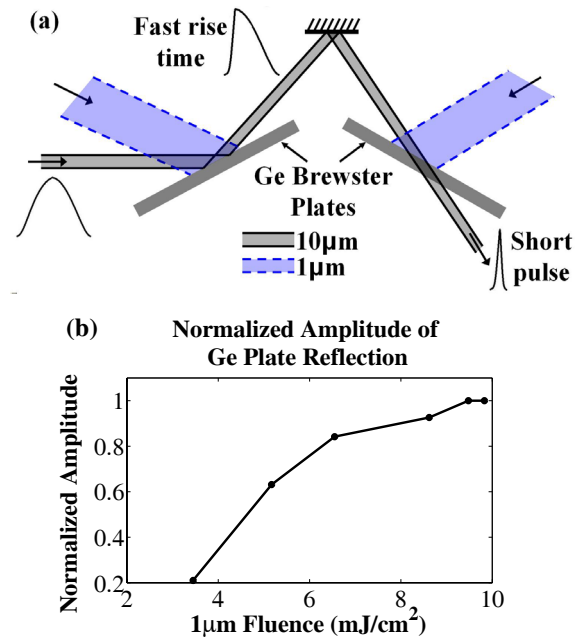 (a)
Fast rise
time
Ge Brewster
Plates
10μm
1μm
Short
pulse
(b)
Normalized Amplitude of
Ge Plate Reflection
Normalized Amplitude
1
0.8
0.6
0.4
0.2
2
4
6
8
10
1μm Fluence (mJ/cm²)